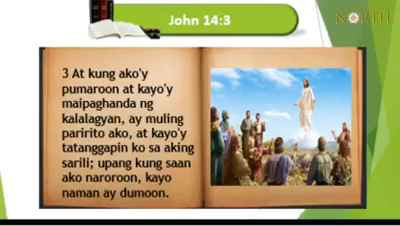 John 14:3
NORTH
3 At kung ako'y
pumaroon at kayo'y
maipaghanda ng
kalalagyan, ay muling
paririto ako, at kayo'y
tatanggapin ko sa aking
sarili; upang kung saan
ako naroroon, kayo
naman ay dumoon.